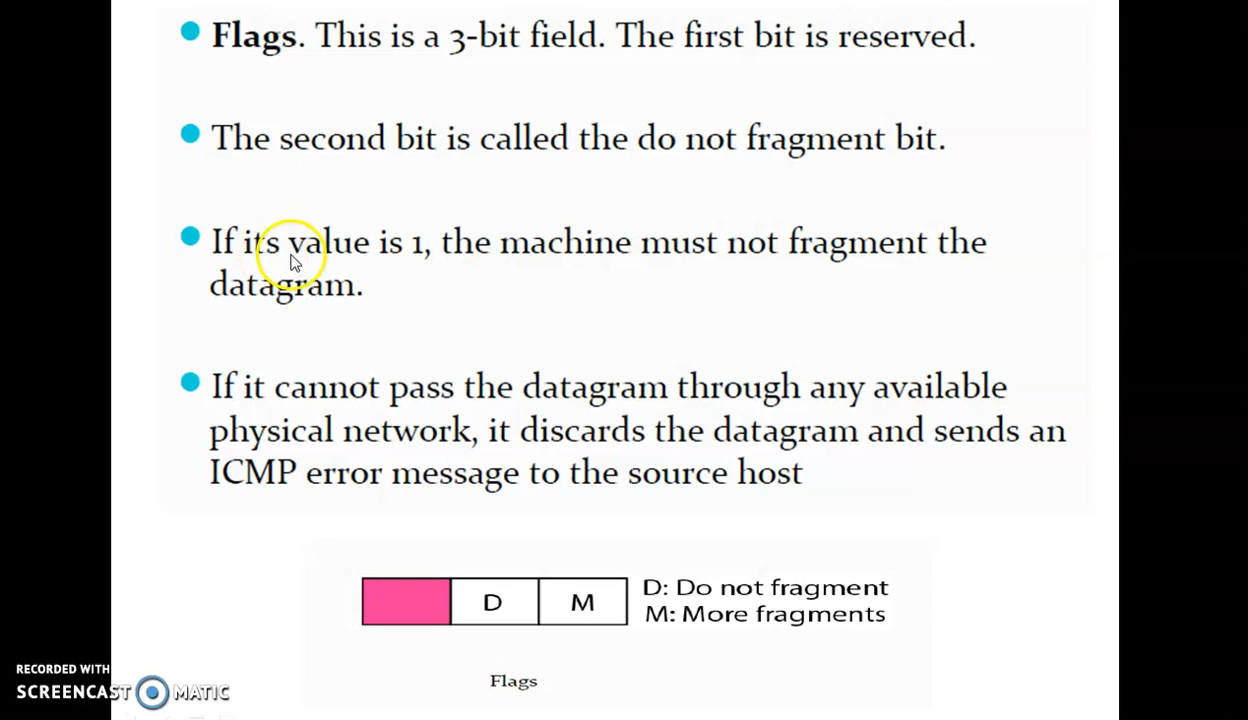 Flags. This is a 3-bit field. The first bit is reserved.
The second bit is called the do not fragment bit.
If its value is 1, the machine must not fragment the
datagram.
If it cannot pass the datagram through any available
physical network, it discards the datagram and sends an
ICMP error message to the source host
D M
D: Do not fragment
M: More fragments
Flags
RECORDED WITH
SCREENCAST MATIC